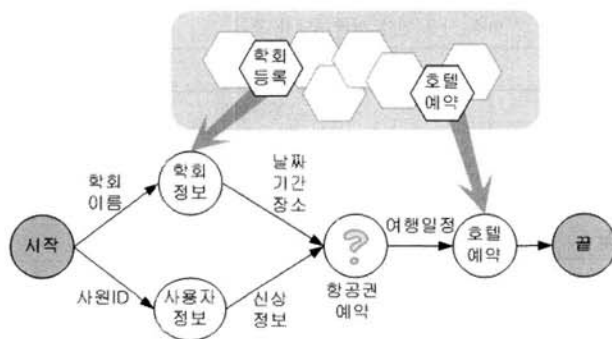 학회
등록
호텔
예약
학회
이름
학회
정보
날짜
기간
장소
시작
?
여행일정
호텔
예약
끝
항공권
예약
사원ID
사용자
정보
신상
정보